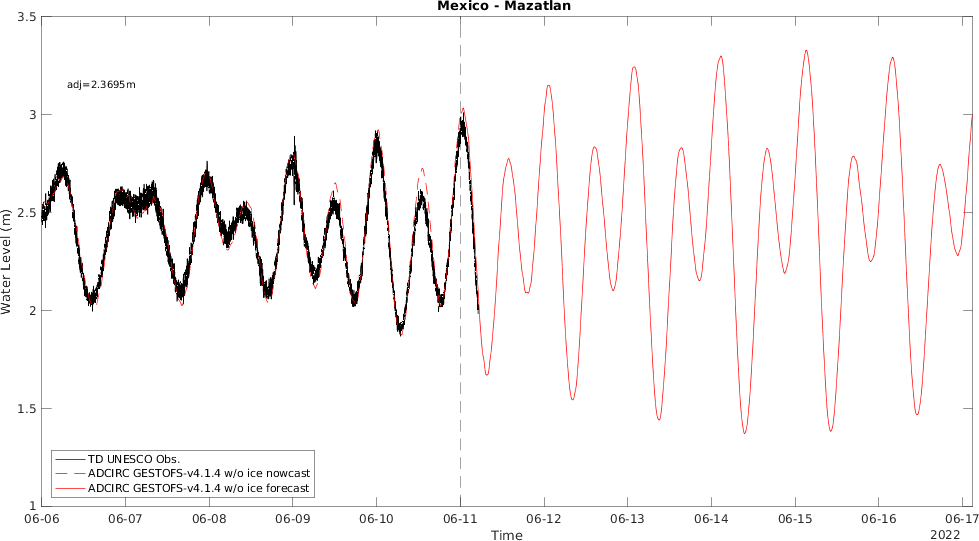 Mexico - Mazatlan
3.5
adj=2.3695m
3
2.5
Water Level (m)
2
1.5
TD UNESCO Obs.
ADCIRC GESTOFS-v4.1.4 w/o ice nowcast
ADCIRC GESTOFS-v4.1.4 w/o ice forecast
1
06-06 06-07 06-08 06-09 06-10 06-11 06-12 06-13 06-14 06-15 06-16 06-17
Time
2022